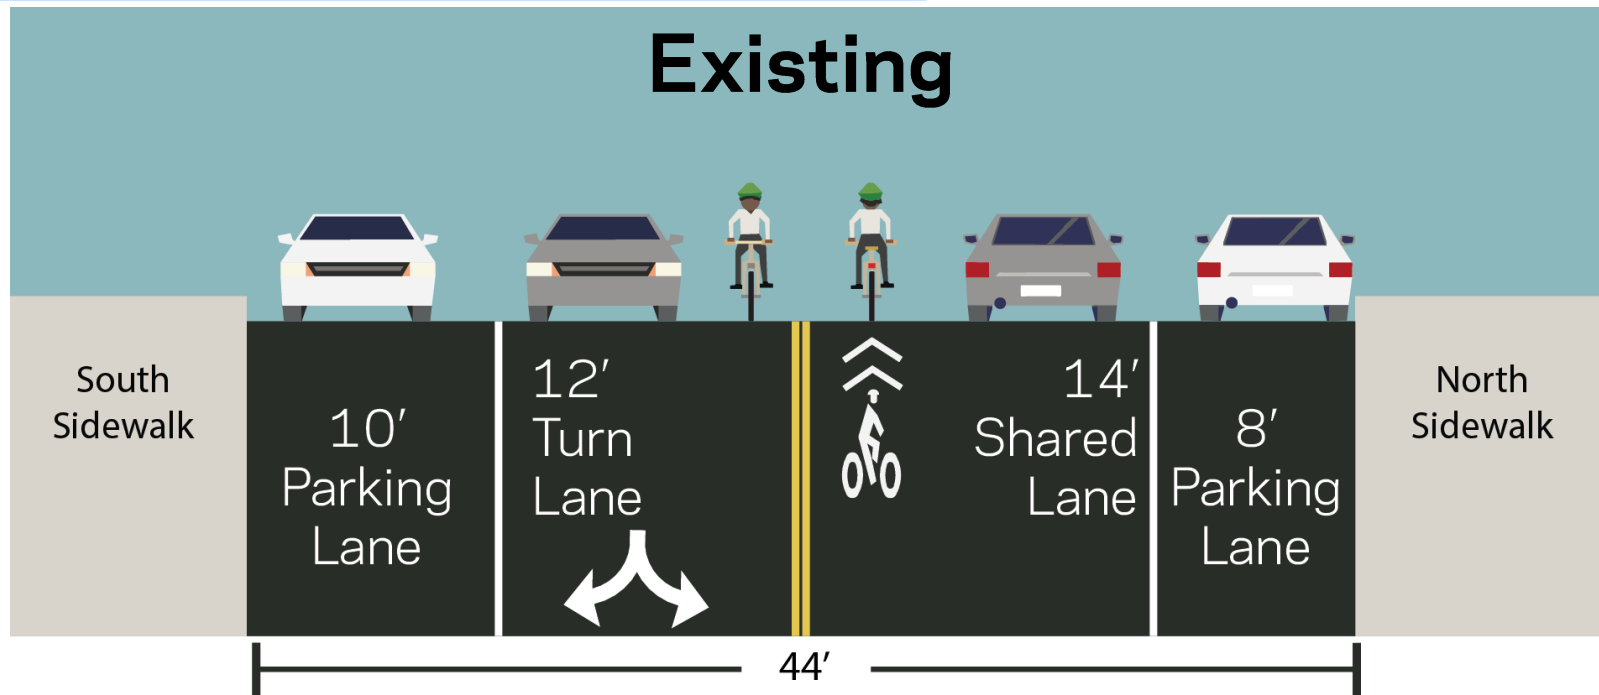 Existing
South
Sidewalk
10′
Parking
Lane
12′
Turn
Lane
14′
Shared
Lane
8′
Parking
Lane
North
Sidewalk
44′